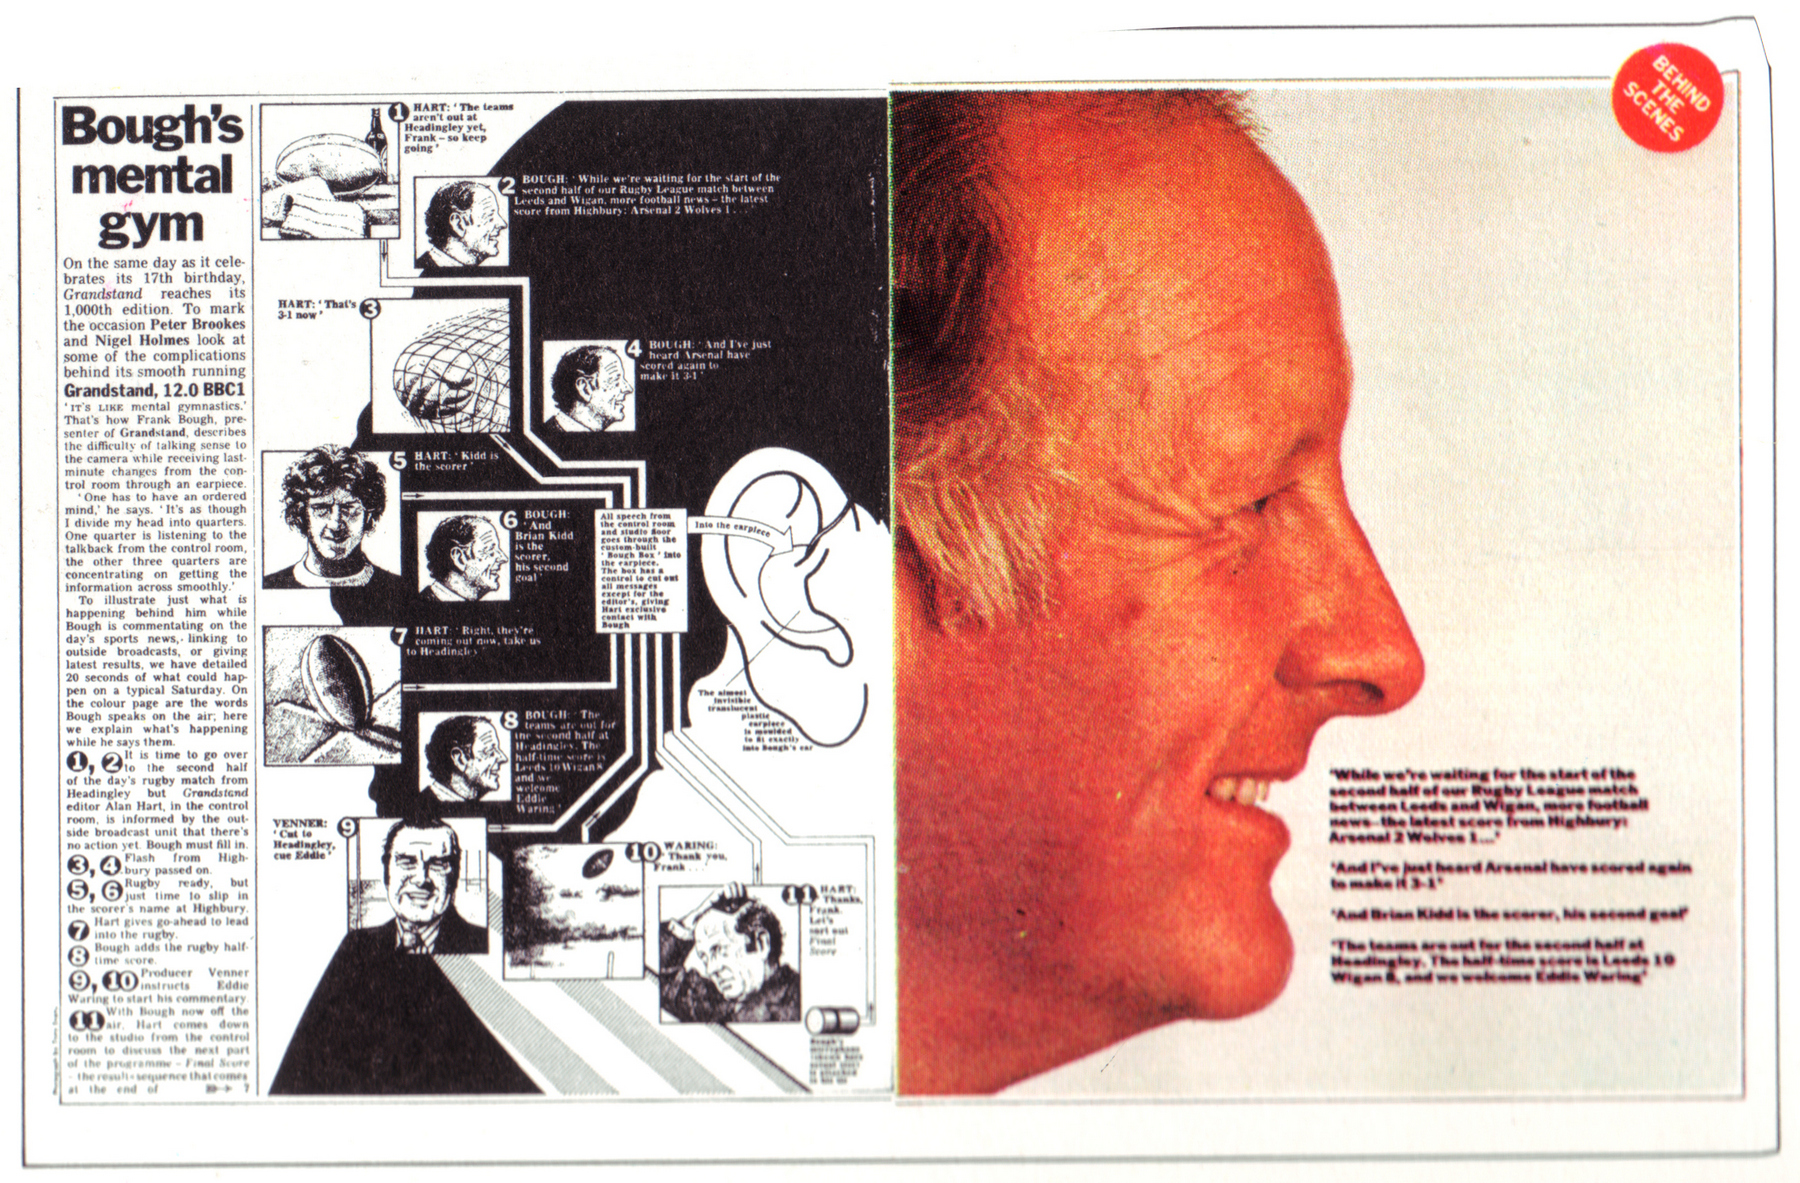 Bough's
mental
gym
On the same day as it cele-
brates its 17th birthday,
Grandstand reaches its
1,000th edition. To mark
the occasion Peter Brookes
and Nigel Holmes look at
some of the complications
behind its smooth running
Grandstand, 12.0 BBC1
'IT'S LIKE mental gymnastics.'
That's how Frank Bough, pre-
senter of Grandstand, describes
the difficulty of talking sense to
the camera while receiving last-
minute changes from the con-
trol room through an earpiece.
'One has to have an ordered
mind,' he says. 'It's as though
I divide my head into quarters.
One quarter is listening to the
talkback from the control room,
the other three quarters are
concentrating on getting the
information across smoothly.'
To illustrate just what is
happening behind him while
Bough is commentating on the
day's sports news, linking to
outside broadcasts, or giving
latest results, we have detailed
20 seconds of what could hap-
pen on a typical Saturday. On
the colour page are the words
Bough speaks on the air; here
we explain what's happening
while he says them.
1, 2 It is time to go over
to the second half
of the day's rugby match from
Headingley but Grandstand
editor Alan Hart, in the control
room, is informed by the out-
side broadcast unit that there's
no action yet. Bough must fill in.
3, 4 Flash from High-
bury passed on.
5, 6 Rugby ready, but
just time to slip in
the scorer's name at Highbury.
7 Hart gives go-ahead to lead
into the rugby.
8 Bough adds the rugby half-
time score.
9, 10 Producer Venner
instructs Eddie
Waring to start his commentary.
11 With Bough now off the
air, Hart comes down
to the studio from the control
room to discuss the next part
of the programme – Final Score
– the result-sequence that comes
at the end of 7
1 HART: 'The teams
aren't out at
Headingley yet,
Frank – so keep
going'
2 BOUGH: 'While we're waiting for the start of the
second half of our Rugby League match between
Leeds and Wigan, more football news – the latest
score from Highbury: Arsenal 2 Wolves 1 . . .'
HART: 'That's 3
3-1 now'
4 BOUGH: 'And I've just
heard Arsenal have
scored again to
make it 3-1'
5 HART: 'Kidd is
the scorer'
6 BOUGH:
'And
Brian Kidd
is the
scorer,
his second
goal'
All speech from
the control room
and studio floor
goes through the
custom-built
'Bough Box' into
the earpiece.
The box has a
control to cut out
all messages
except for the
editor's, giving
Hart exclusive
contact with
Bough
Into the earpiece
7 HART: 'Right, they're
coming out now, take us
to Headingley'
The almost
invisible
translucent
plastic
earpiece
is moulded
to fit exactly
into Bough's ear
8 BOUGH: 'The
teams are out for
the second half at
Headingley. The
half-time score is
Leeds 10 Wigan 8
and we
welcome
Eddie
Waring'
VENNER: 9
'Cut to
Headingley,
cue Eddie'
10 WARING:
'Thank you,
Frank . . .'
11 HART:
'Thanks,
Frank.
Let's
sort out
Final
Score
Bough's
microphone
BEHIND
THE
SCENES
'While we're waiting for the start of the
second half of our Rugby League match
between Leeds and Wigan, more football
news–the latest score from Highbury:
Arsenal 2 Wolves 1....'
'And I've just heard Arsenal have scored again
to make it 3-1'
'And Brian Kidd is the scorer, his second goal'
'The teams are out for the second half at
Headingley. The half-time score is Leeds 10
Wigan 8, and we welcome Eddie Waring'